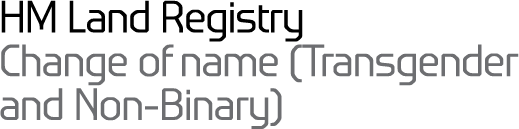 HM Land Registry
Change of name (Transgender
and Non-Binary)